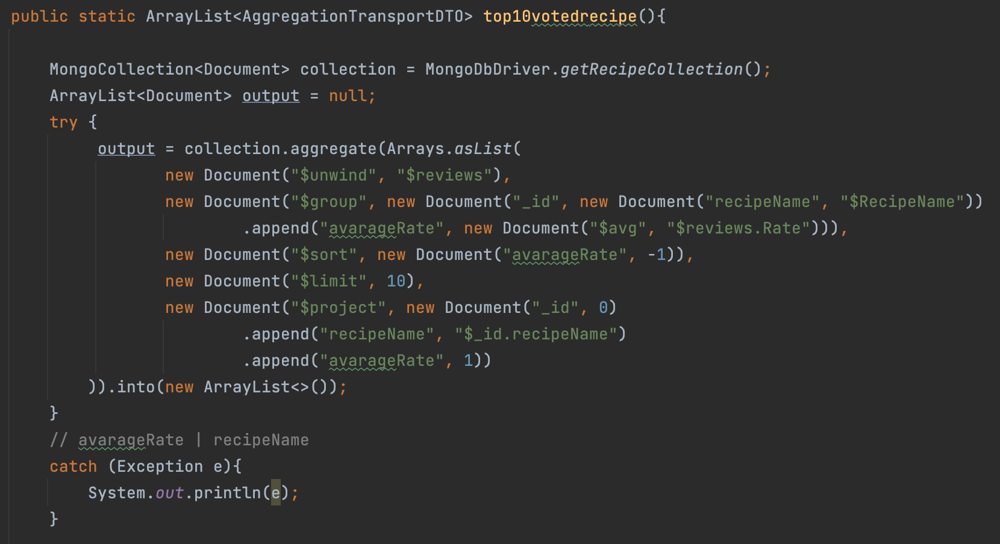 public static ArrayList<AggregationTransportDTO> top10votedrecipe(){
MongoCollection<Document> collection = MongoDbDriver.getRecipeCollection();
ArrayList<Document> output = null;
try {
output = collection.aggregate(Arrays.asList(
new Document("$unwind", "$reviews"),
new Document("$group", new Document("_id", new Document("recipeName", "$RecipeName"))
.append("avarageRate", new Document("$avg", "$reviews.Rate"))),
new Document("$sort", new Document("avarageRate", -1)),
new Document("$limit", 10),
new Document("$project", new Document("_id", 0)
.append("recipeName", "$_id.recipeName")
.append("avarageRate", 1))
)).into(new ArrayList<>());
}
// avarageRate | recipeName
catch (Exception e){
System.out.println(e);
}